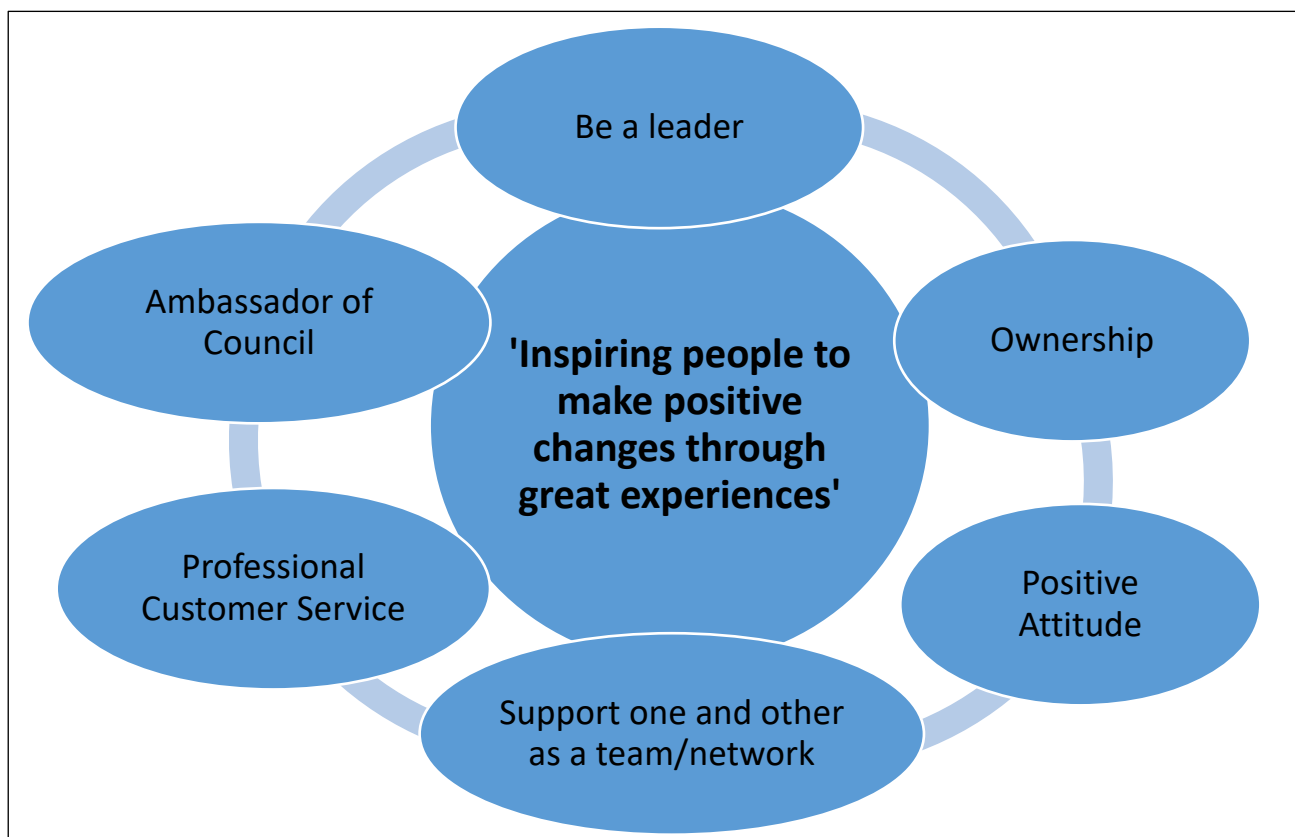 Be a leader
Ownership
Positive
Attitude
Support one and other
as a team/network
Professional
Customer Service
Ambassador of
Council
'Inspiring people to
make positive
changes through
great experiences'